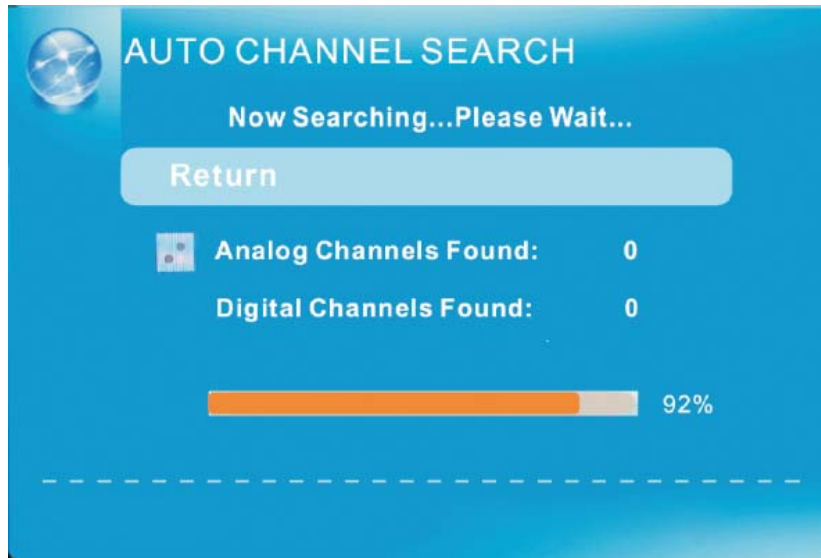 AUTO CHANNEL SEARCH
Now Searching...Please Wait...
Return
Analog Channels Found: 0
Digital Channels Found: 0
92%